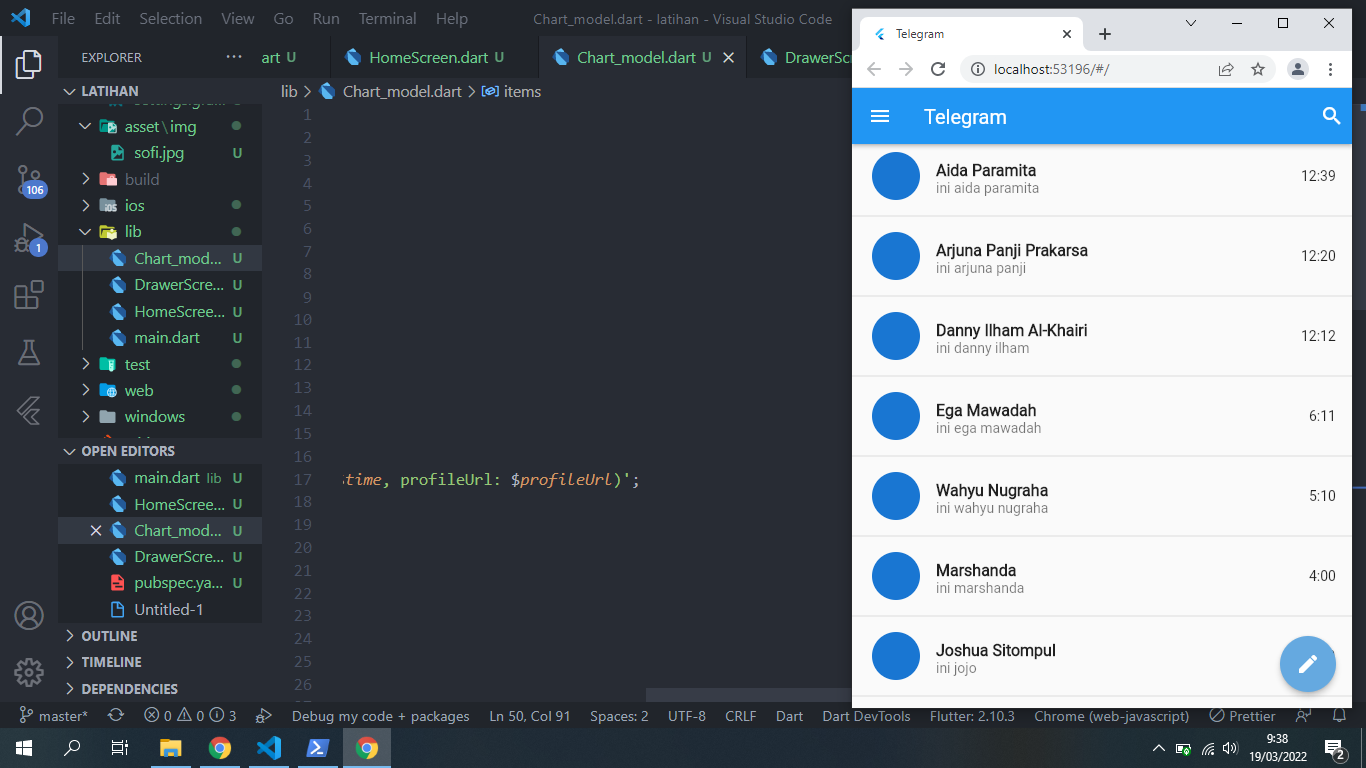 File Edit Selection View Go Run Terminal Help Chart_model.dart - latihan - Visual Studio Code
EXPLORER ···
LATIHAN
asset\img
sofi.jpg U
build
ios
lib
Chart_mod... U
DrawerScre... U
HomeScree... U
main.dart U
test
web
windows
OPEN EDITORS
main.dart lib U
HomeScree... U
Chart_mod... U
DrawerScre... U
pubspec.ya... U
Untitled-1
OUTLINE
TIMELINE
DEPENDENCIES
106
1
art U HomeScreen.dart U Chart_model.dart U DrawerSc
lib > Chart_model.dart > items
1
2
3
4
5
6
7
8
9
10
11
12
13
14
15
16
17 time, profileUrl: $profileUrl)';
18
19
20
21
22
23
24
25
26
Telegram
localhost:53196/#/
Telegram
Aida Paramita 12:39
ini aida paramita
Arjuna Panji Prakarsa 12:20
ini arjuna panji
Danny Ilham Al-Khairi 12:12
ini danny ilham
Ega Mawadah 6:11
ini ega mawadah
Wahyu Nugraha 5:10
ini wahyu nugraha
Marshanda 4:00
ini marshanda
Joshua Sitompul
ini jojo
master* 0 0 3 Debug my code + packages Ln 50, Col 91 Spaces: 2 UTF-8 CRLF Dart Dart DevTools Flutter: 2.10.3 Chrome (web-javascript) Prettier
9:38
19/03/2022
2